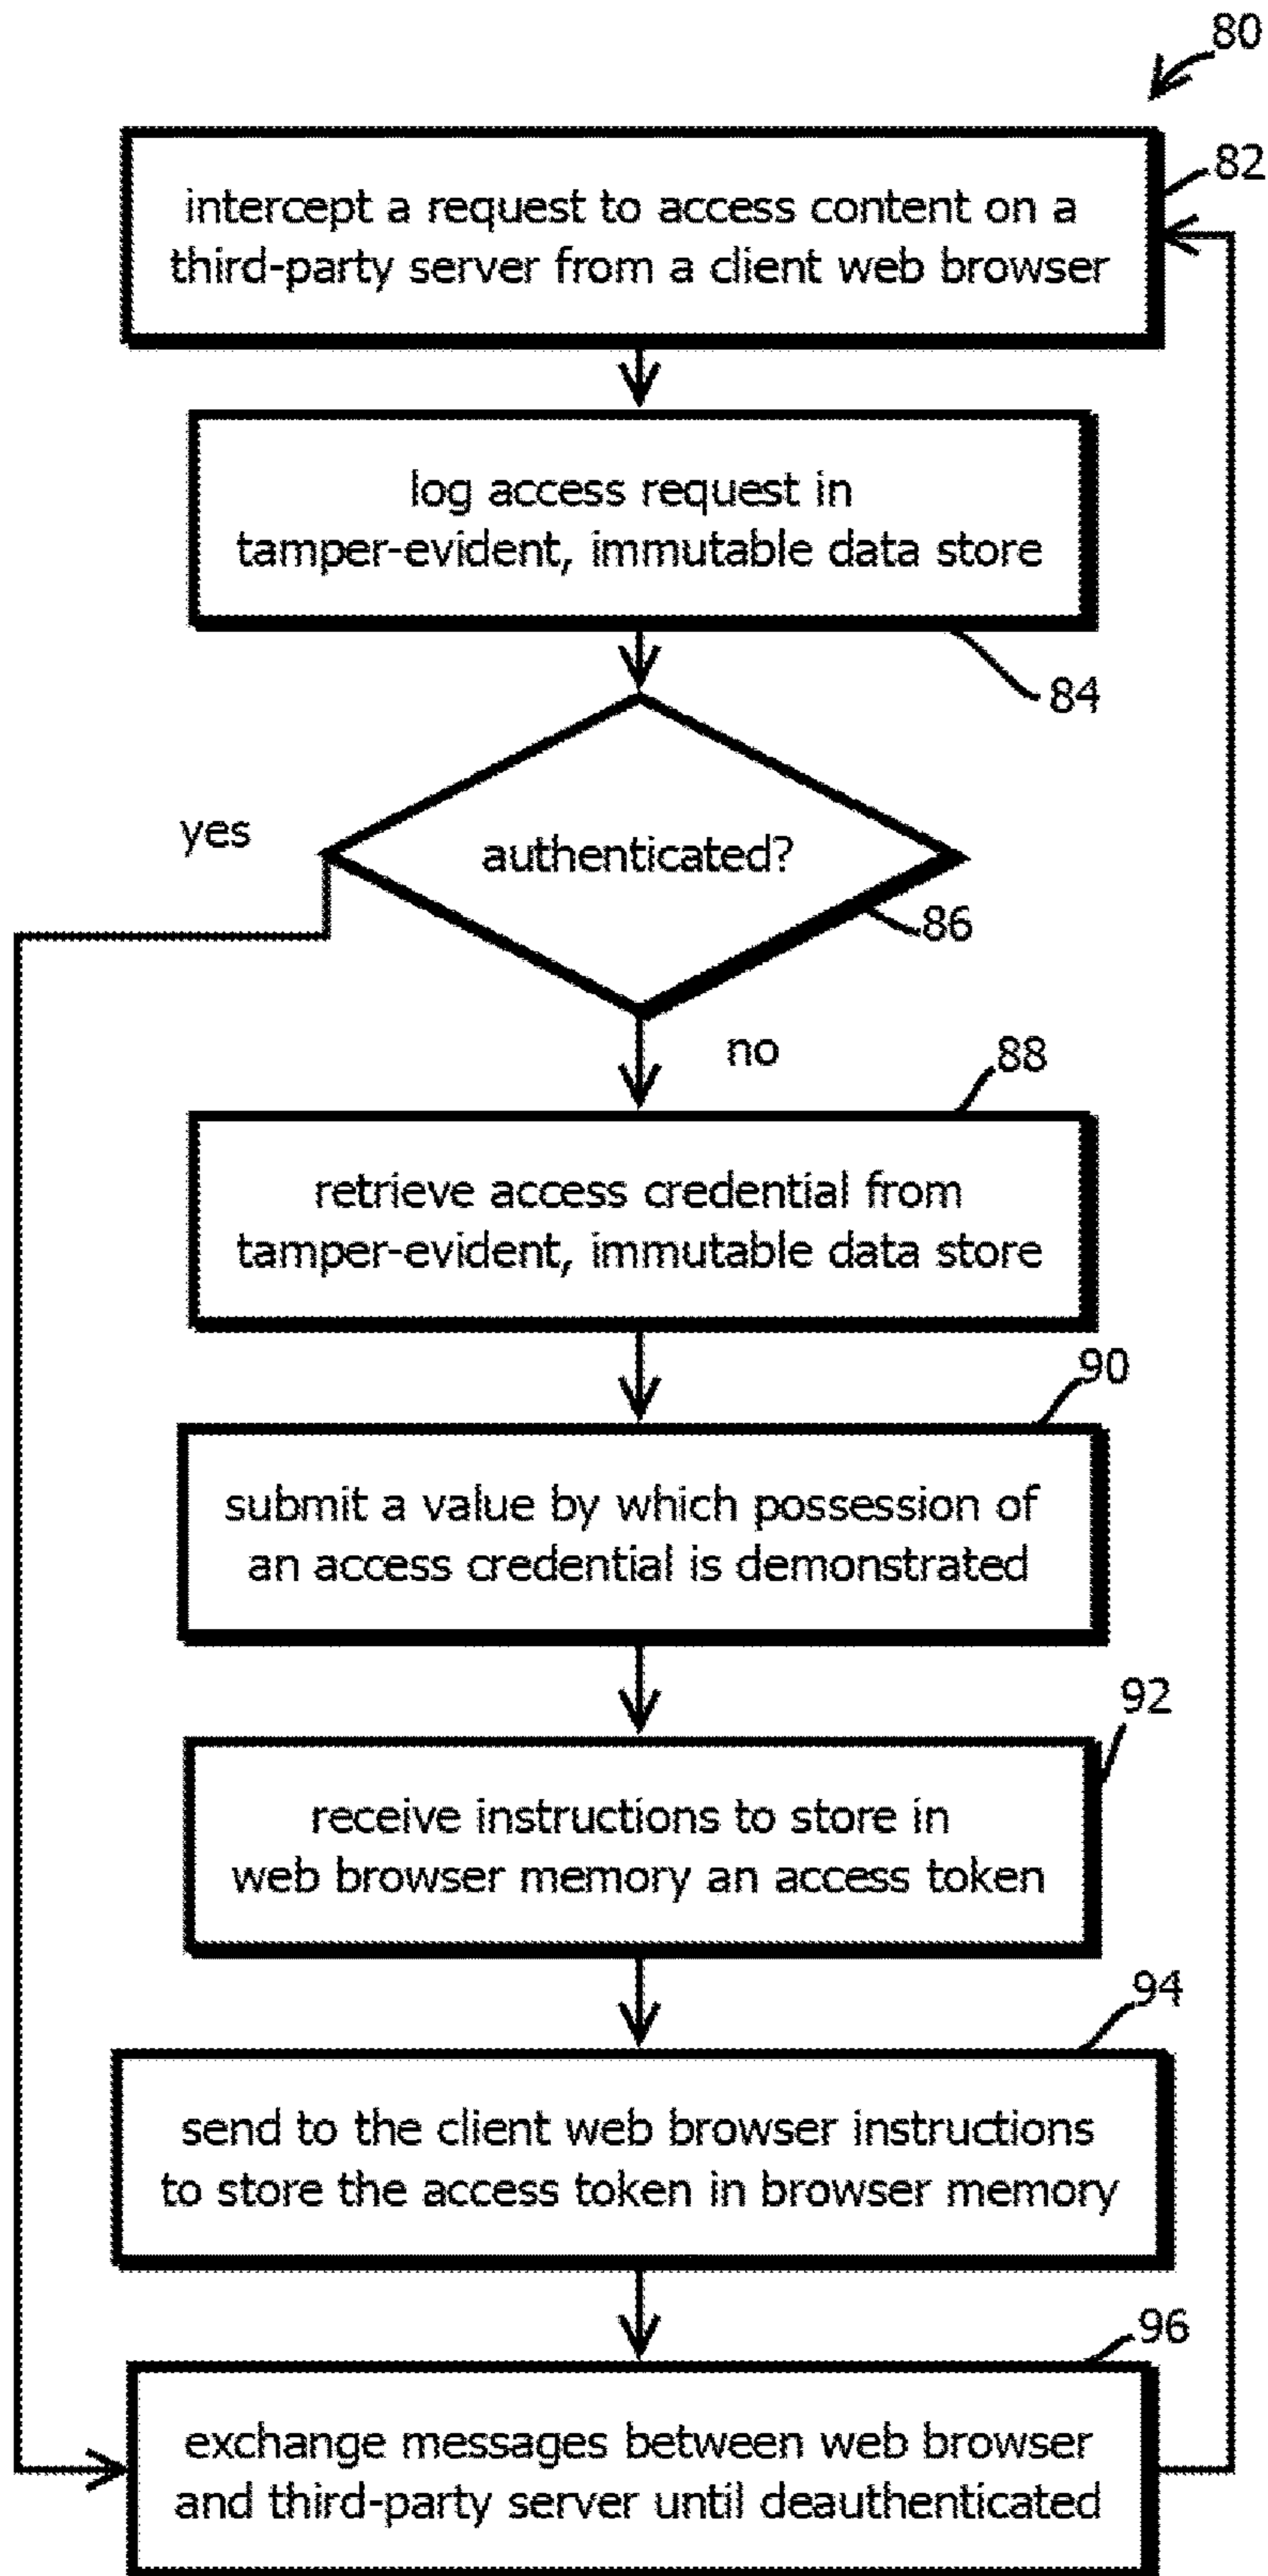 80
82
intercept a request to access content on a
third-party server from a client web browser
log access request in
tamper-evident, immutable data store
84
yes
authenticated?
86
no
88
retrieve access credential from
tamper-evident, immutable data store
90
submit a value by which possession of
an access credential is demonstrated
92
receive instructions to store in
web browser memory an access token
94
send to the client web browser instructions
to store the access token in browser memory
96
exchange messages between web browser
and third-party server until deauthenticated